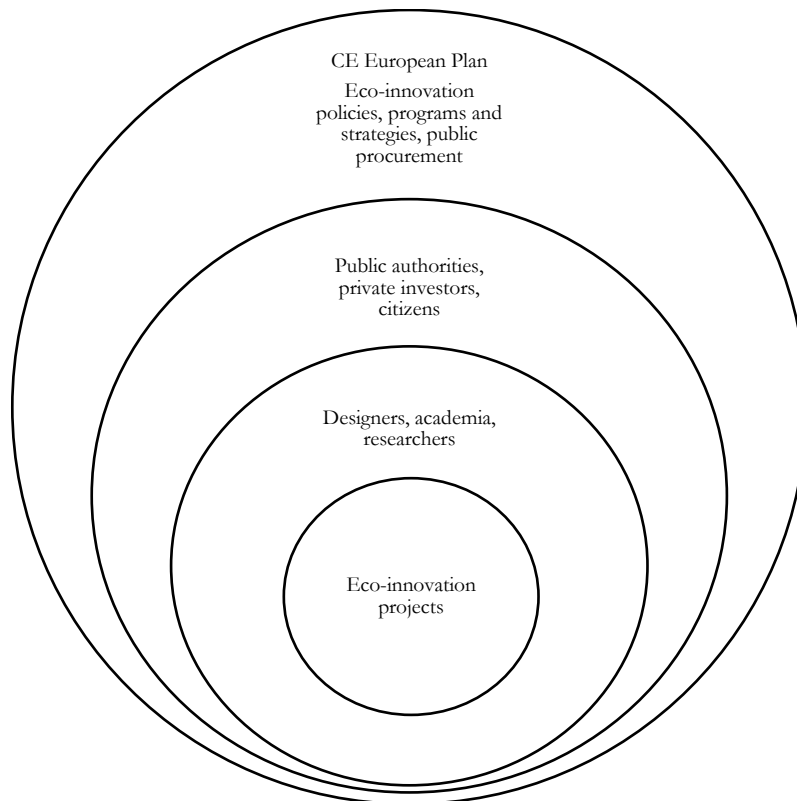 CE European Plan
Eco-innovation
policies, programs and
strategies, public
procurement
Public authorities,
private investors,
citizens
Designers, academia,
researchers
Eco-innovation
projects